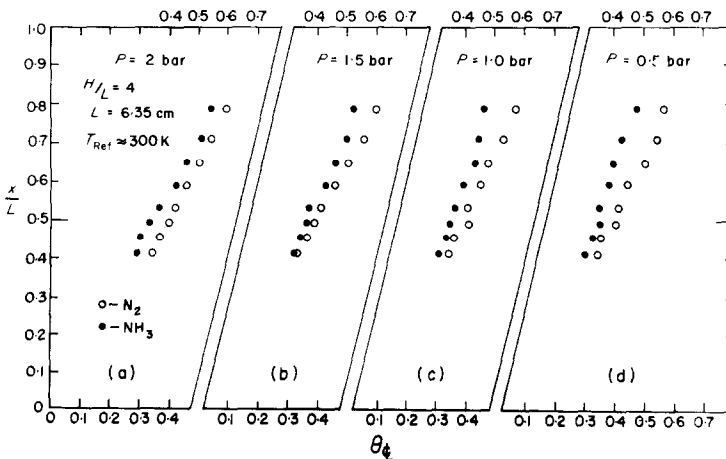 0·4 0·5 0·6 0·7 0·4 0·5 0·6 0·7 0·4 0·5 0·6 0·7 0·4 0·5 0·6 0·7
1·0
P = 2 bar P = 1·5 bar P = 1·0 bar P = 0·5 bar
0·8
H/L = 4
L = 6·35 cm
0·7
T_Ref ≈ 300 K
0·6
x/L
0·5
0·4
0·3
○ – N₂
0·2
● – NH₃
0·1
(a) (b) (c) (d)
0
0 0·1 0·2 0·3 0·4 0·1 0·2 0·3 0·4 0·1 0·2 0·3 0·4 0·1 0·2 0·3 0·4 0·5 0·6 0·7
θ℄